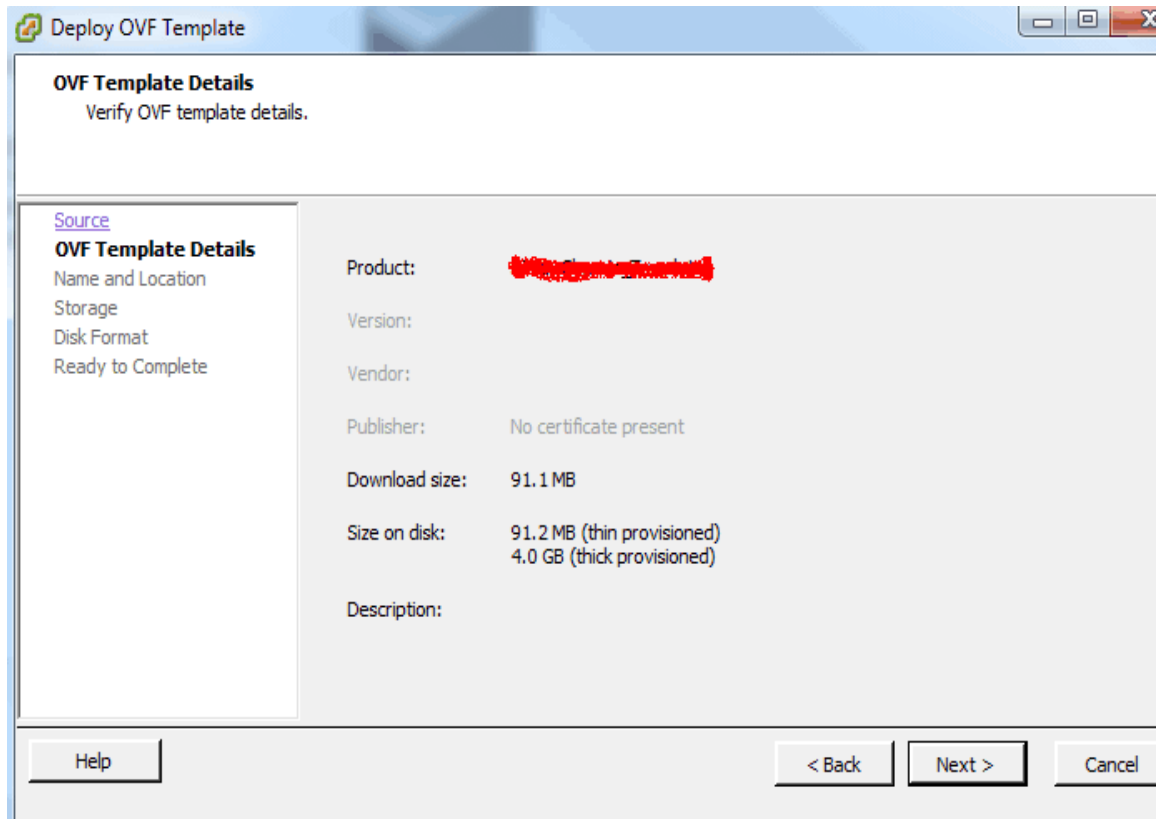 Deploy OVF Template
OVF Template Details
Verify OVF template details.
Source
OVF Template Details
Name and Location
Storage
Disk Format
Ready to Complete
Product:
Version:
Vendor:
Publisher: No certificate present
Download size: 91.1 MB
Size on disk: 91.2 MB (thin provisioned)
4.0 GB (thick provisioned)
Description:
Help < Back Next > Cancel